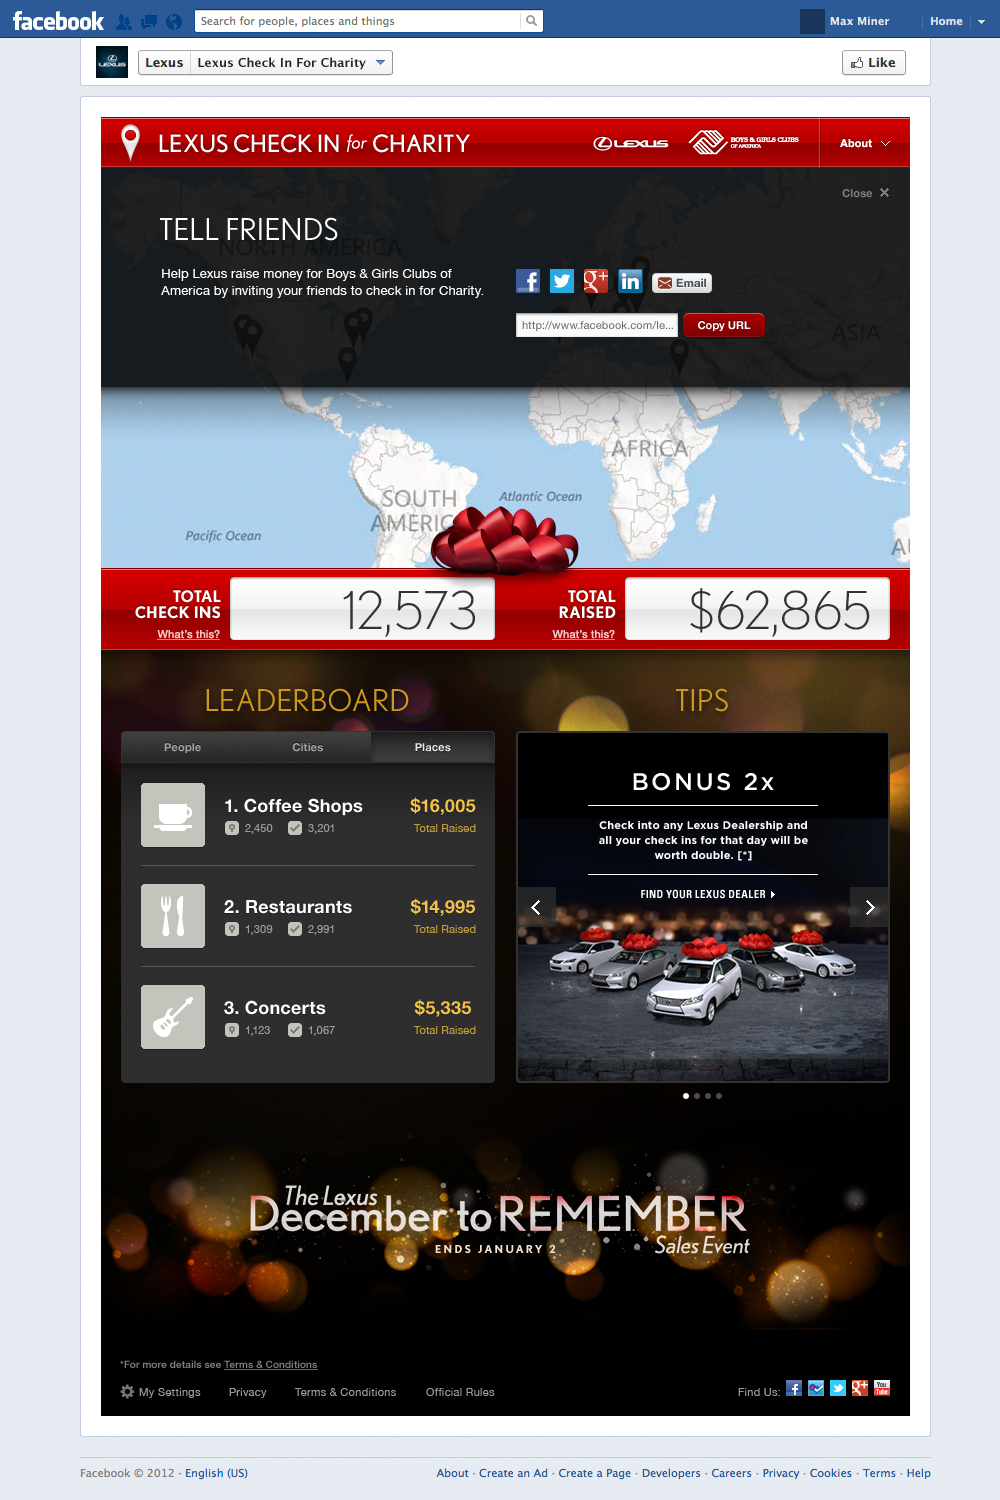 facebook
Search for people, places and things
Max Miner
Home
LEXUS
Lexus
Lexus Check In For Charity
Like
LEXUS CHECK IN for CHARITY
LEXUS
BOYS & GIRLS CLUBS
OF AMERICA
About
Close
TELL FRIENDS
NORTH AMERICA
Help Lexus raise money for Boys & Girls Clubs of
America by inviting your friends to check in for Charity.
Email
http://www.facebook.com/le...
Copy URL
ASIA
AFRICA
SOUTH
AMERIC
Atlantic Ocean
Pacific Ocean
AU
TOTAL
CHECK INS
What's this?
12,573
TOTAL
RAISED
What's this?
$62,865
LEADERBOARD
People
Cities
Places
1. Coffee Shops
$16,005
2,450
3,201
Total Raised
2. Restaurants
$14,995
1,309
2,991
Total Raised
3. Concerts
$5,335
1,123
1,067
Total Raised
TIPS
BONUS 2x
Check into any Lexus Dealership and
all your check ins for that day will be
worth double. [*]
FIND YOUR LEXUS DEALER
The Lexus
December to REMEMBER
ENDS JANUARY 2
Sales Event
*For more details see Terms & Conditions
My Settings
Privacy
Terms & Conditions
Official Rules
Find Us:
You
Tube
Facebook © 2012 · English (US)
About · Create an Ad · Create a Page · Developers · Careers · Privacy · Cookies · Terms · Help